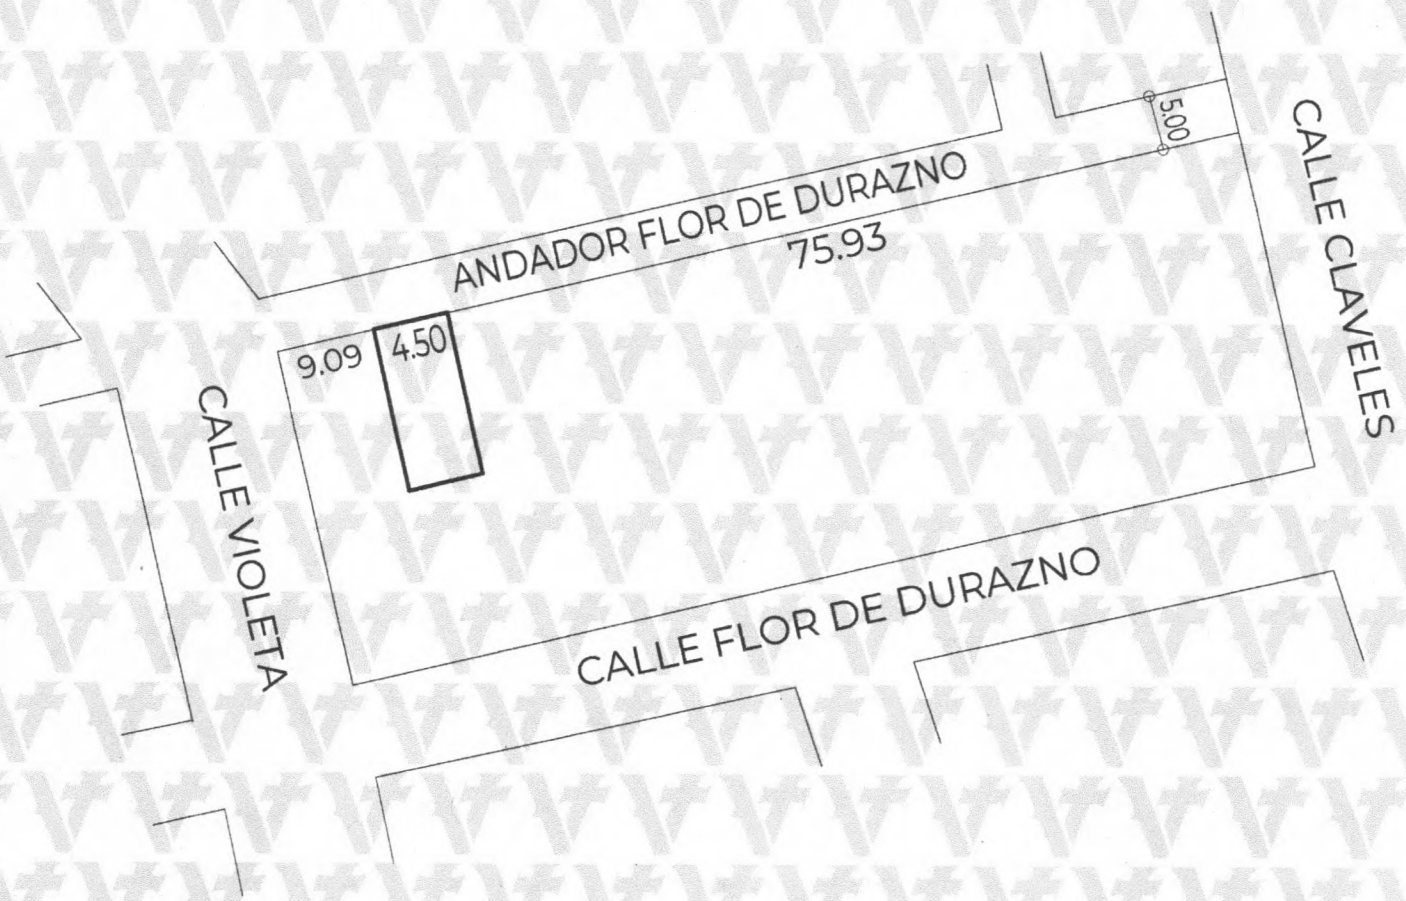 5.00
CALLE CLAVELES
ANDADOR FLOR DE DURAZNO
75.93
9.09
4.50
CALLE VIOLETA
CALLE FLOR DE DURAZNO